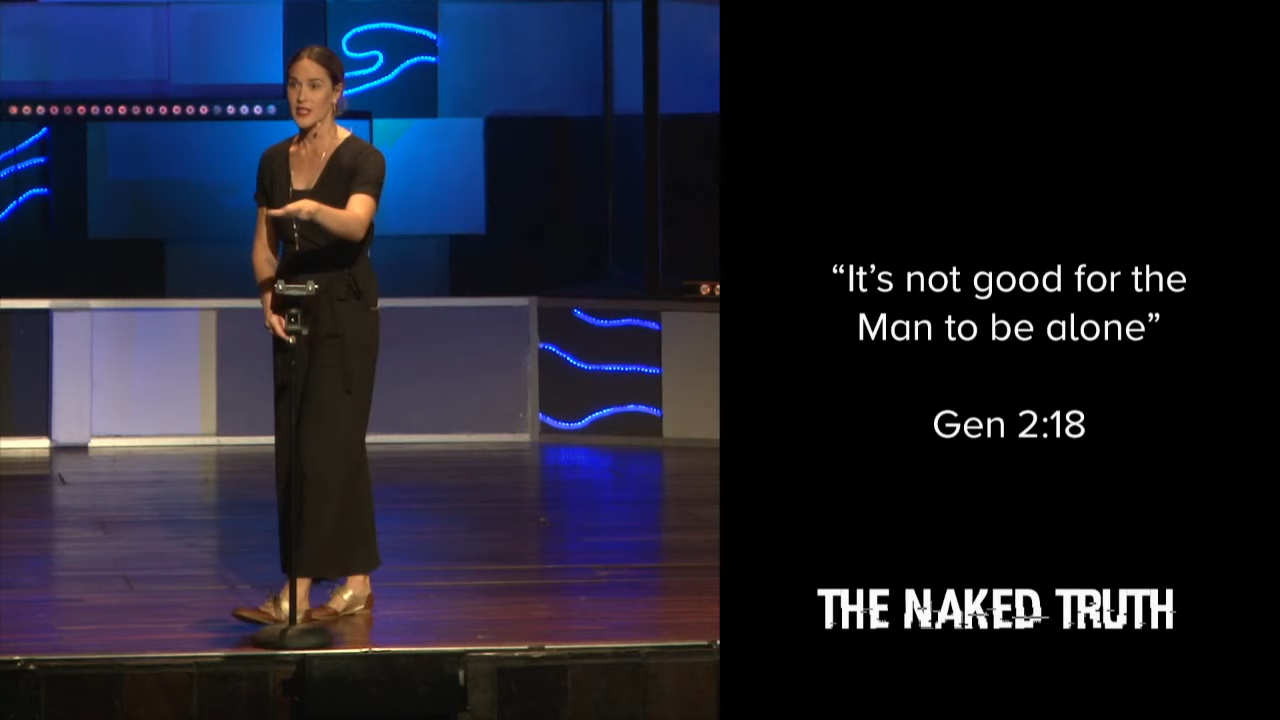 “It’s not good for the
Man to be alone”
Gen 2:18
THE NAKED TRUTH